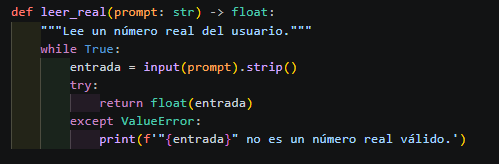 def leer_real(prompt: str) -> float:
    """Lee un número real del usuario."""
    while True:
        entrada = input(prompt).strip()
        try:
            return float(entrada)
        except ValueError:
            print(f'"{entrada}" no es un número real válido.')